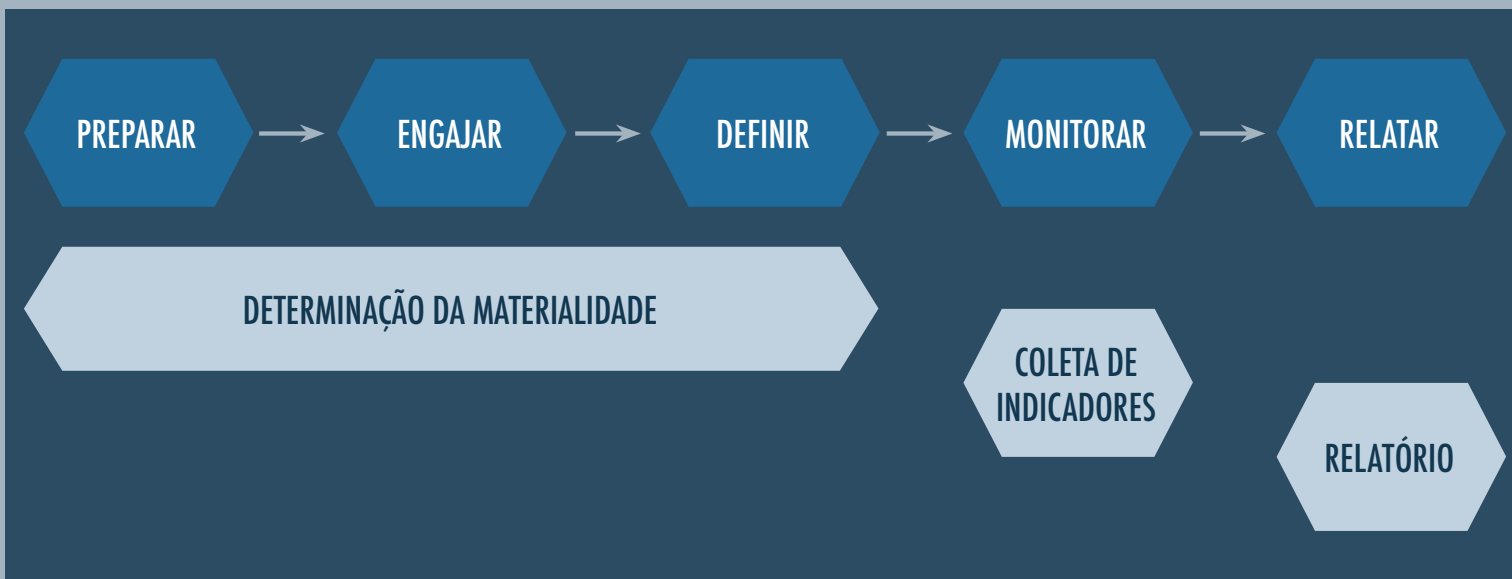 PREPARAR
ENGAJAR
DEFINIR
MONITORAR
RELATAR
DETERMINAÇÃO DA MATERIALIDADE
COLETA DE
INDICADORES
RELATÓRIO